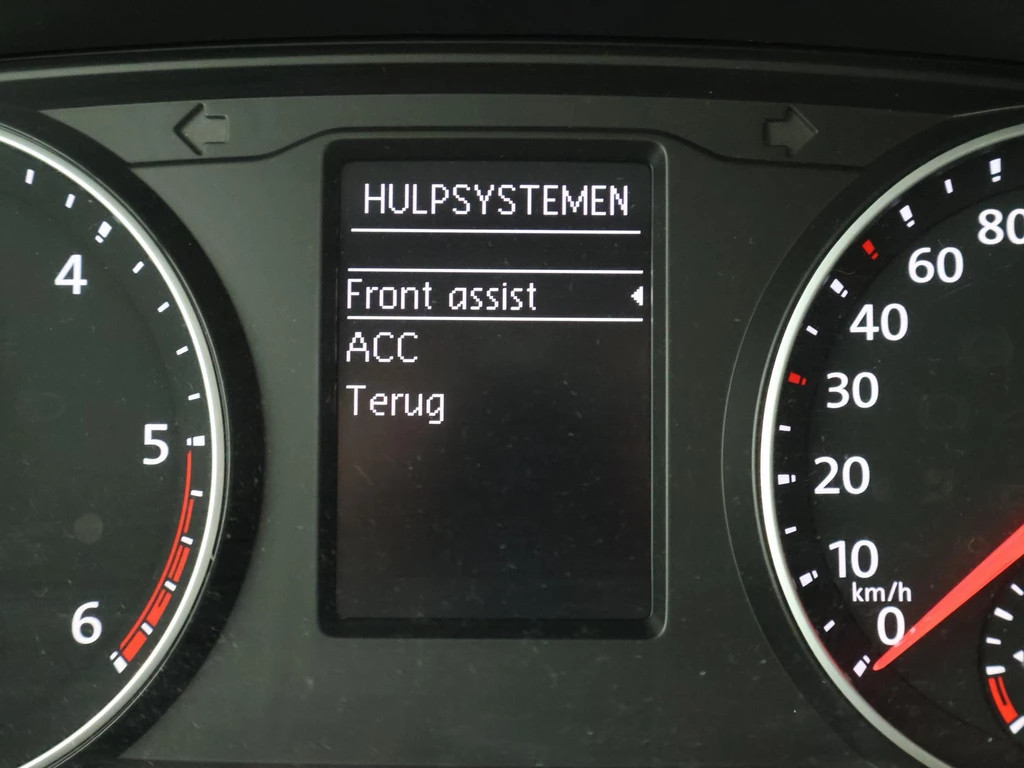 HULPSYSTEMEN
Front assist
ACC
Terug
4
5
6
80
60
40
30
20
10
km/h
0